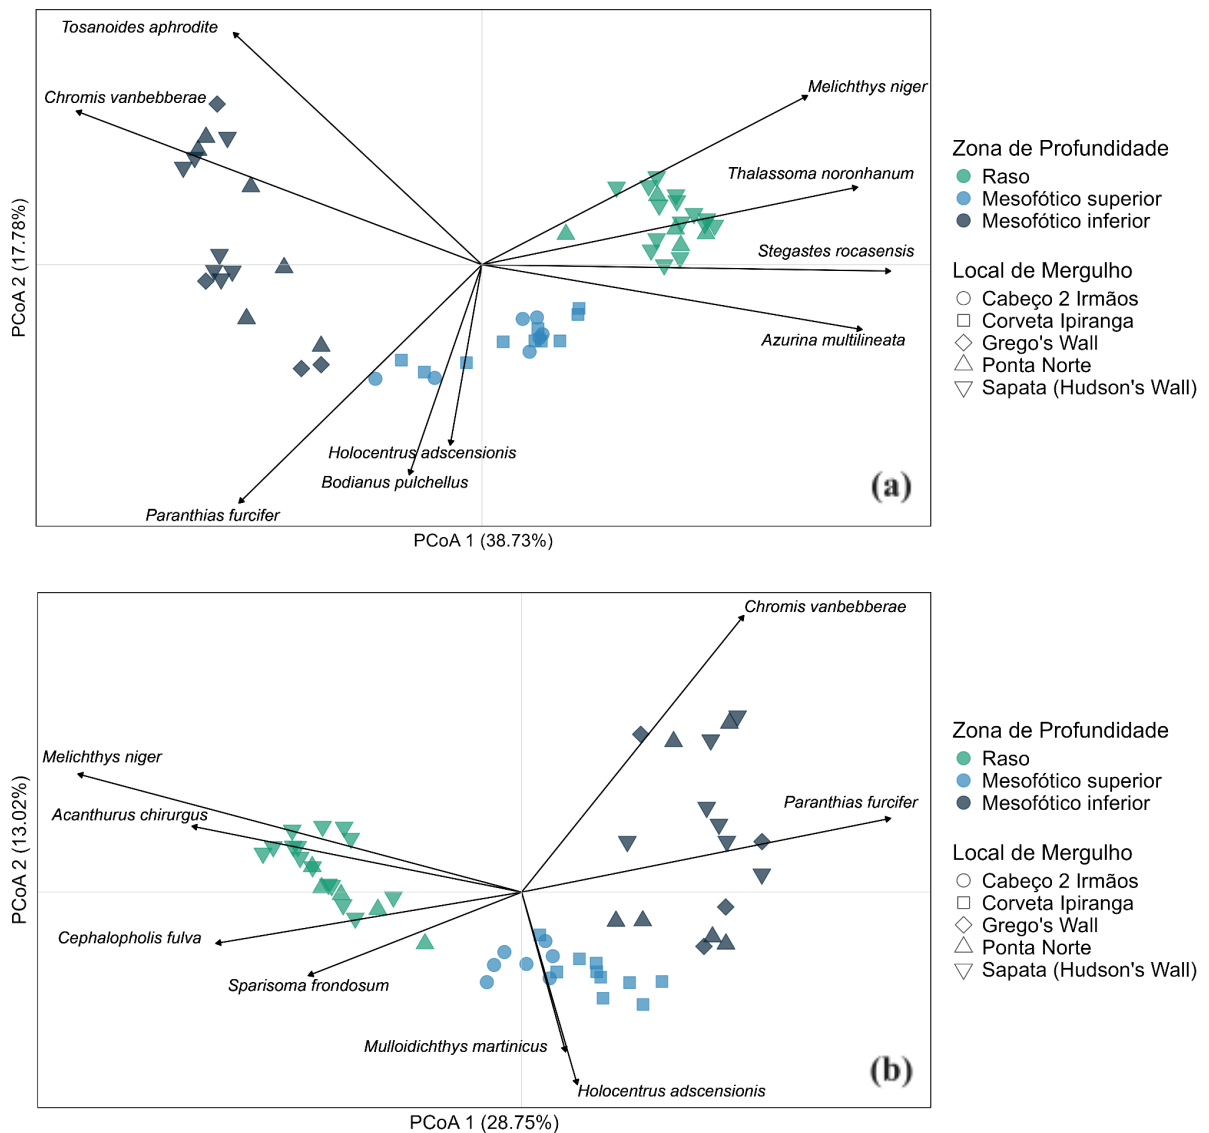 Tosanoides aphrodite
Chromis vanbebberae
Melichthys niger
Thalassoma noronhanum
Stegastes rocasensis
Azurina multilineata
Holocentrus adscensionis
Bodianus pulchellus
Paranthias furcifer
(a)
PCoA 2 (17.78%)
PCoA 1 (38.73%)
Zona de Profundidade
Raso
Mesofótico superior
Mesofótico inferior
Local de Mergulho
Cabeço 2 Irmãos
Corveta Ipiranga
Grego's Wall
Ponta Norte
Sapata (Hudson's Wall)
Chromis vanbebberae
Melichthys niger
Acanthurus chirurgus
Paranthias furcifer
Cephalopholis fulva
Sparisoma frondosum
Mulloidichthys martinicus
Holocentrus adscensionis
(b)
PCoA 2 (13.02%)
PCoA 1 (28.75%)
Zona de Profundidade
Raso
Mesofótico superior
Mesofótico inferior
Local de Mergulho
Cabeço 2 Irmãos
Corveta Ipiranga
Grego's Wall
Ponta Norte
Sapata (Hudson's Wall)